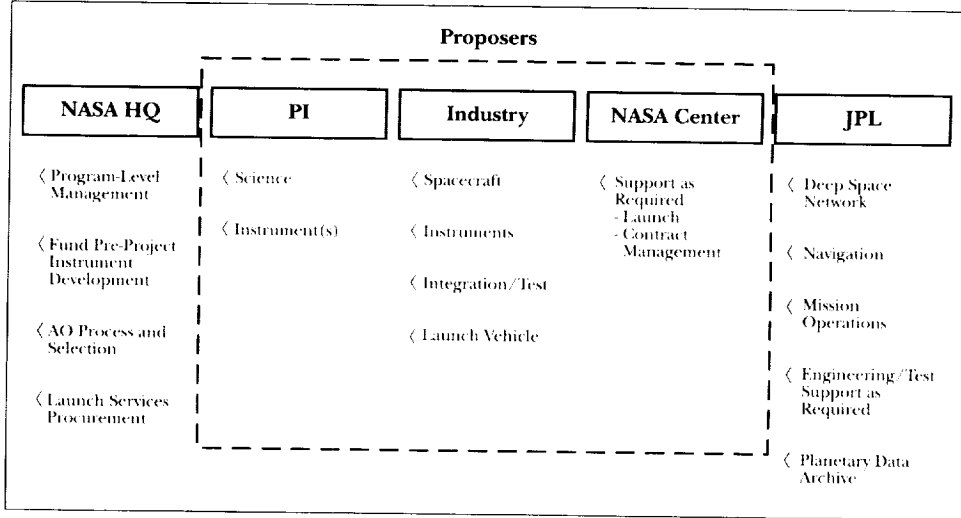 Proposers
NASA HQ
PI
Industry
NASA Center
JPL
〈 Program-Level
Management
〈 Fund Pre-Project
Instrument
Development
〈 AO Process and
Selection
〈 Launch Services
Procurement
〈 Science
〈 Instrument(s)
〈 Spacecraft
〈 Instruments
〈 Integration/Test
〈 Launch Vehicle
〈 Support as
Required
- Launch
- Contract
Management
〈 Deep Space
Network
〈 Navigation
〈 Mission
Operations
〈 Engineering/Test
Support as
Required
〈 Planetary Data
Archive